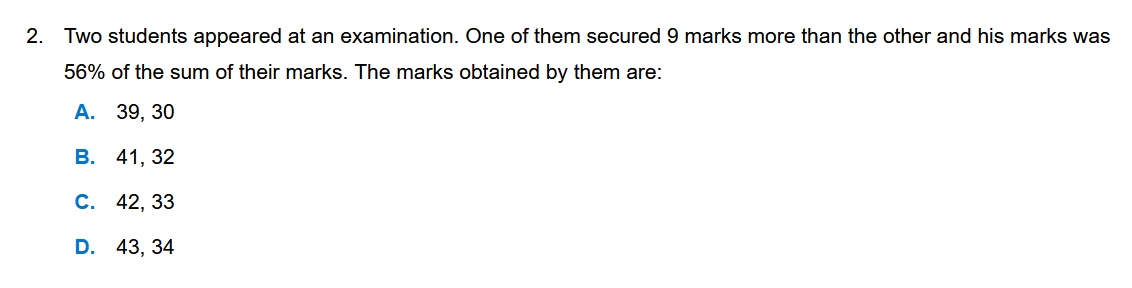 2. Two students appeared at an examination. One of them secured 9 marks more than the other and his marks was
56% of the sum of their marks. The marks obtained by them are:
A. 39, 30
B. 41, 32
C. 42, 33
D. 43, 34